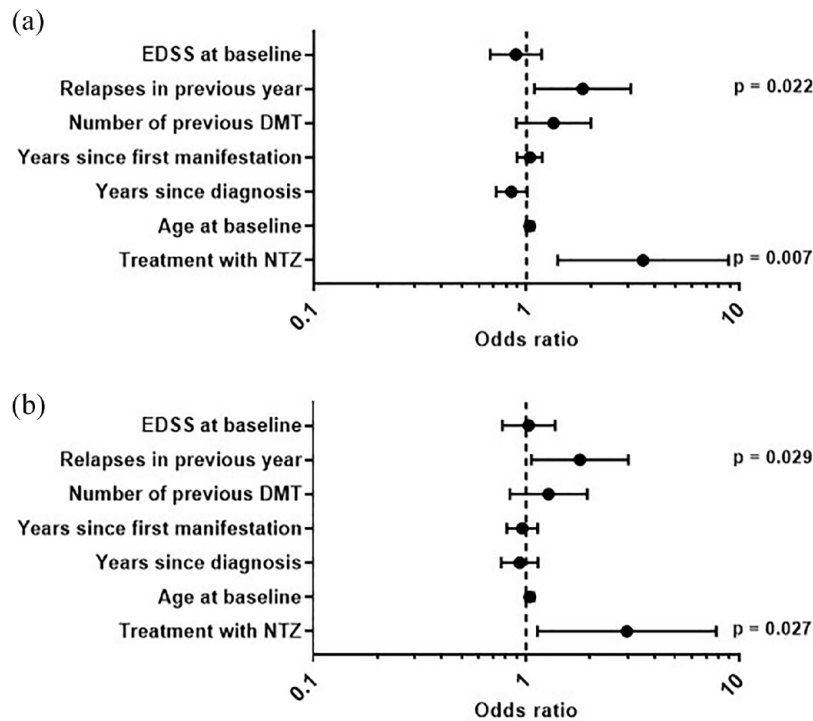 (a)
EDSS at baseline
Relapses in previous year p = 0.022
Number of previous DMT
Years since first manifestation
Years since diagnosis
Age at baseline
Treatment with NTZ p = 0.007
0.1 1 10
Odds ratio
(b)
EDSS at baseline
Relapses in previous year p = 0.029
Number of previous DMT
Years since first manifestation
Years since diagnosis
Age at baseline
Treatment with NTZ p = 0.027
0.1 1 10
Odds ratio